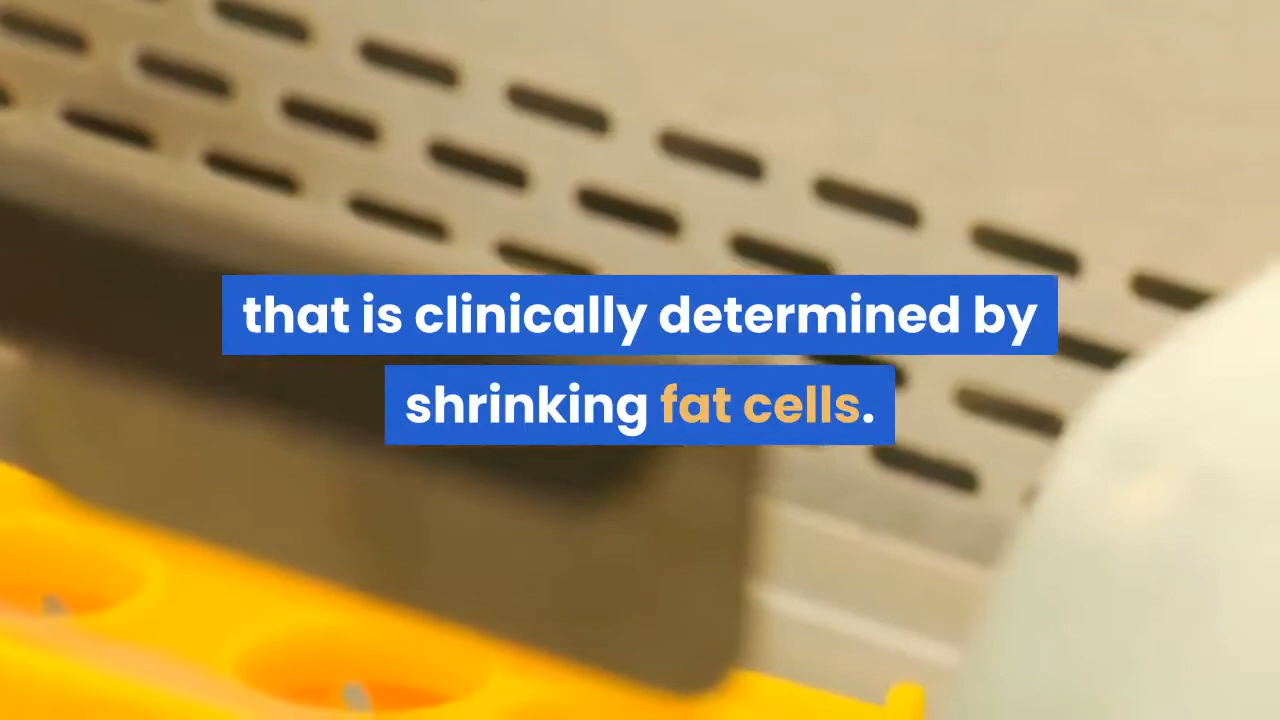 that is clinically determined by
shrinking fat cells.